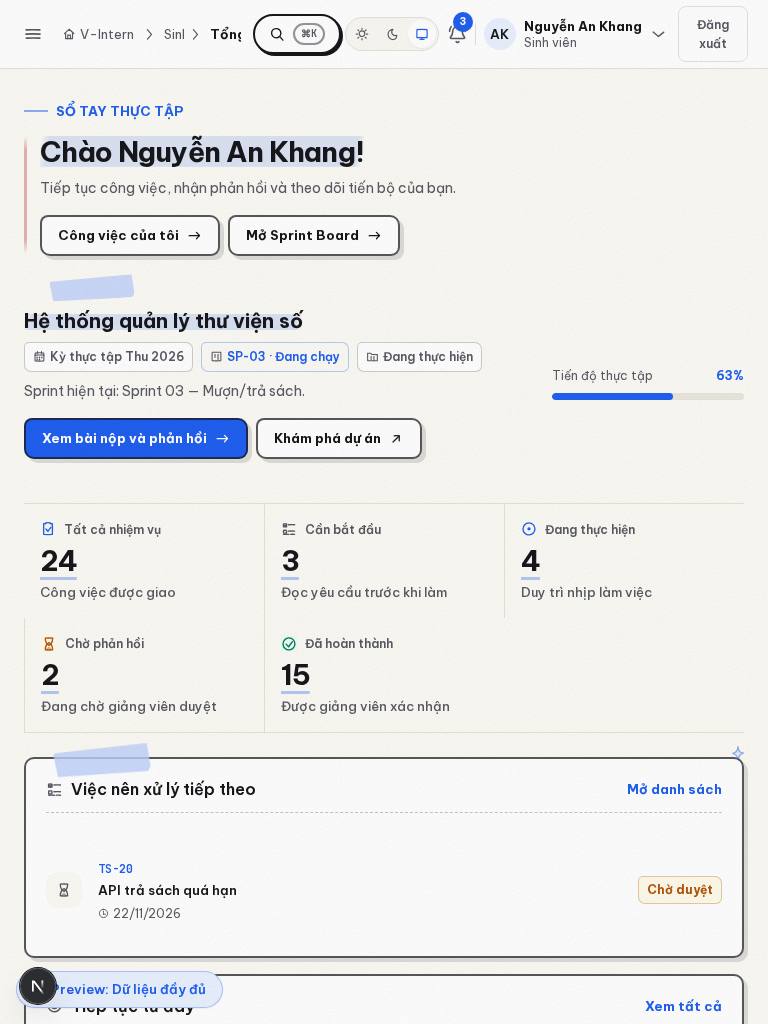 V-Intern
Sinl
Tổng
⌘K
3
AK
Nguyễn An Khang
Sinh viên
Đăng xuất
SỔ TAY THỰC TẬP
Chào Nguyễn An Khang!
Tiếp tục công việc, nhận phản hồi và theo dõi tiến bộ của bạn.
Công việc của tôi →
Mở Sprint Board →
Hệ thống quản lý thư viện số
Kỳ thực tập Thu 2026
SP-03 · Đang chạy
Đang thực hiện
Sprint hiện tại: Sprint 03 — Mượn/trả sách.
Tiến độ thực tập 63%
Xem bài nộp và phản hồi →
Khám phá dự án ↗
Tất cả nhiệm vụ
24
Công việc được giao
Cần bắt đầu
3
Đọc yêu cầu trước khi làm
Đang thực hiện
4
Duy trì nhịp làm việc
Chờ phản hồi
2
Đang chờ giảng viên duyệt
Đã hoàn thành
15
Được giảng viên xác nhận
Việc nên xử lý tiếp theo
Mở danh sách
TS-20
API trả sách quá hạn
22/11/2026
Chờ duyệt
N
Preview: Dữ liệu đầy đủ
Tiếp tục từ đây
Xem tất cả